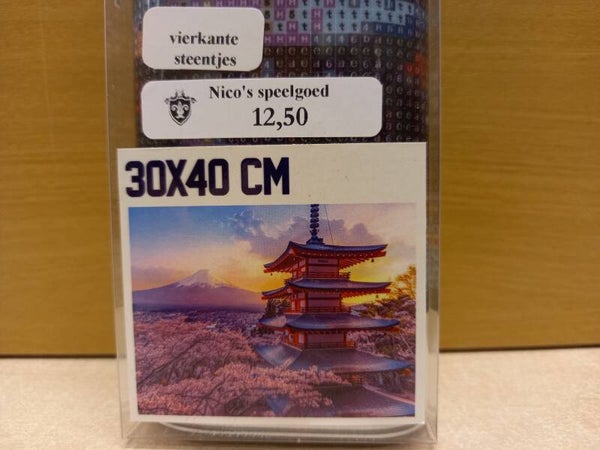 vierkante
steentjes
Nico's speelgoed
12,50
30X40 CM